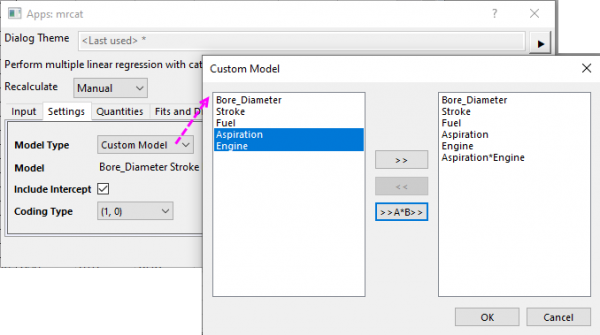 Apps: mrcat
Dialog Theme <Last used> *
Perform multiple linear regression with cat
Recalculate Manual
Input Settings Quantities Fits and D
Model Type Custom Model
Model Bore_Diameter Stroke
Include Intercept
Coding Type (1, 0)
Custom Model
Bore_Diameter
Stroke
Fuel
Aspiration
Engine
>>
<<
>>A*B>>
Bore_Diameter
Stroke
Fuel
Aspiration
Engine
Aspiration*Engine
OK Cancel